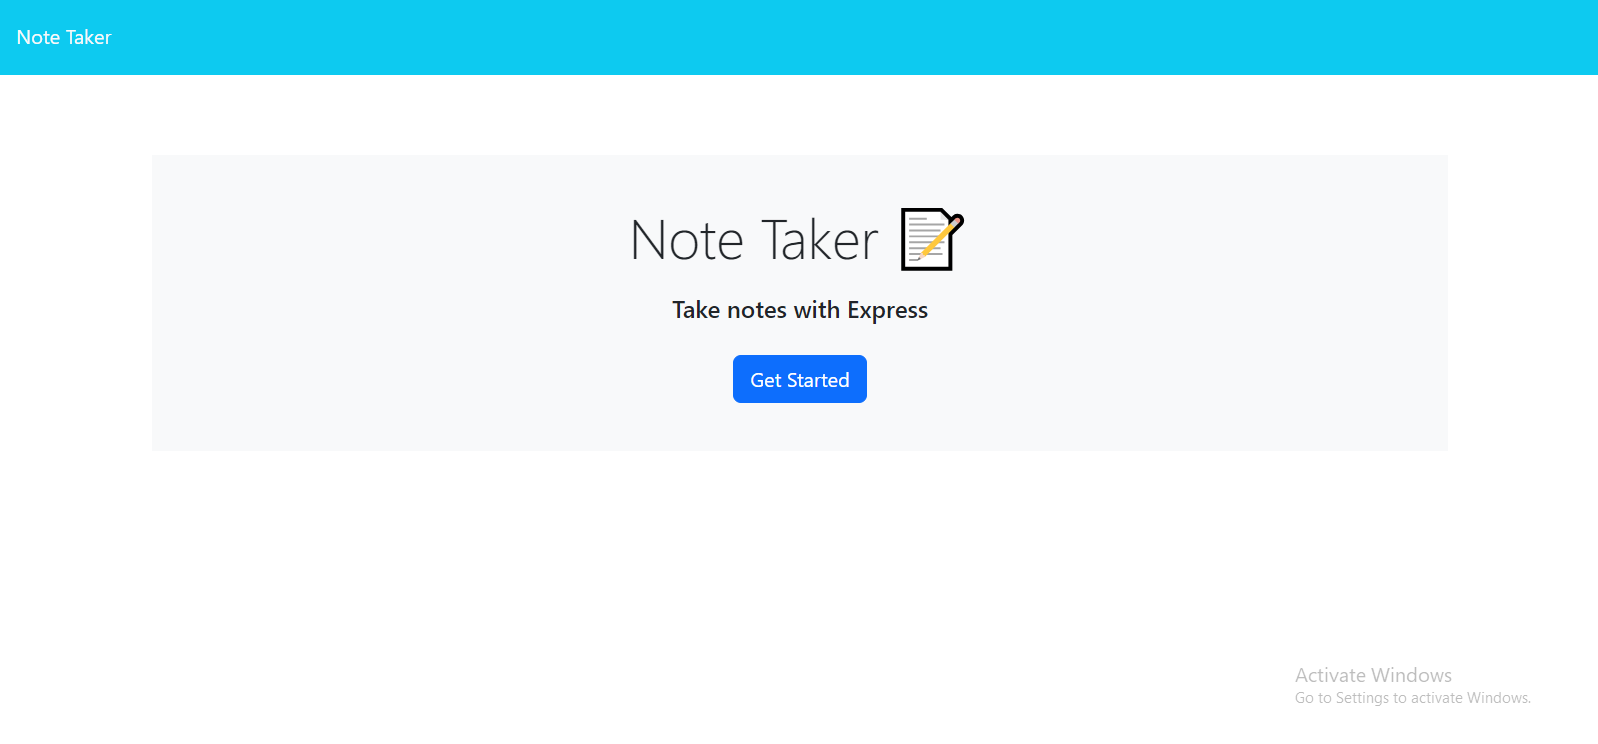 Note Taker
Note Taker 📝
Take notes with Express
Get Started
Activate Windows
Go to Settings to activate Windows.